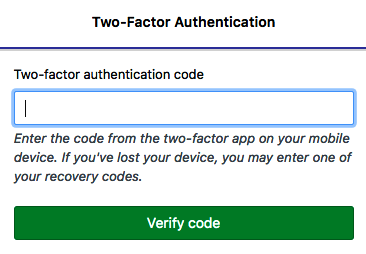 Two-Factor Authentication
Two-factor authentication code
Enter the code from the two-factor app on your mobile
device. If you've lost your device, you may enter one of
your recovery codes.
Verify code